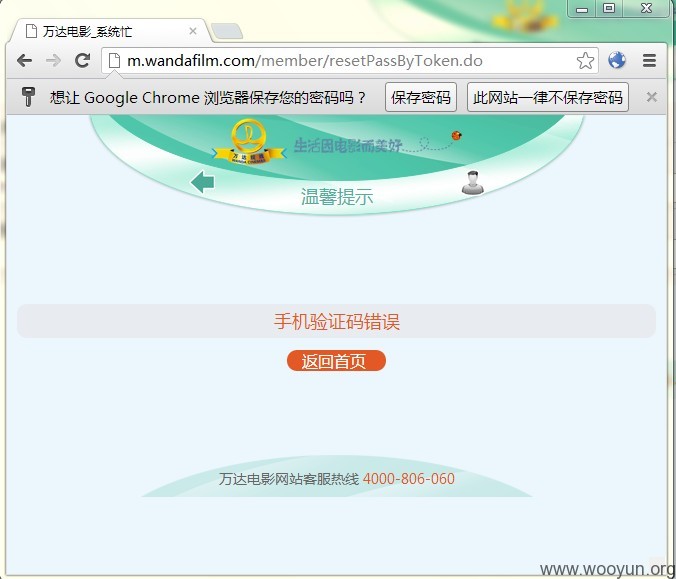 万达电影_系统忙
m.wandafilm.com/member/resetPassByToken.do
想让 Google Chrome 浏览器保存您的密码吗？ 保存密码 此网站一律不保存密码
万达院线
生活因电影而美好
温馨提示
手机验证码错误
返回首页
万达电影网站客服热线 4000-806-060
www.wooyun.org